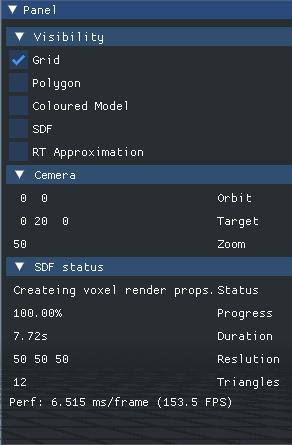 Panel
Visibility
Grid
Polygon
Coloured Model
SDF
RT Approximation
Cemera
0 0 Orbit
0 20 0 Target
50 Zoom
SDF status
Createing voxel render props. Status
100.00% Progress
7.72s Duration
50 50 50 Reslution
12 Triangles
Perf: 6.515 ms/frame (153.5 FPS)